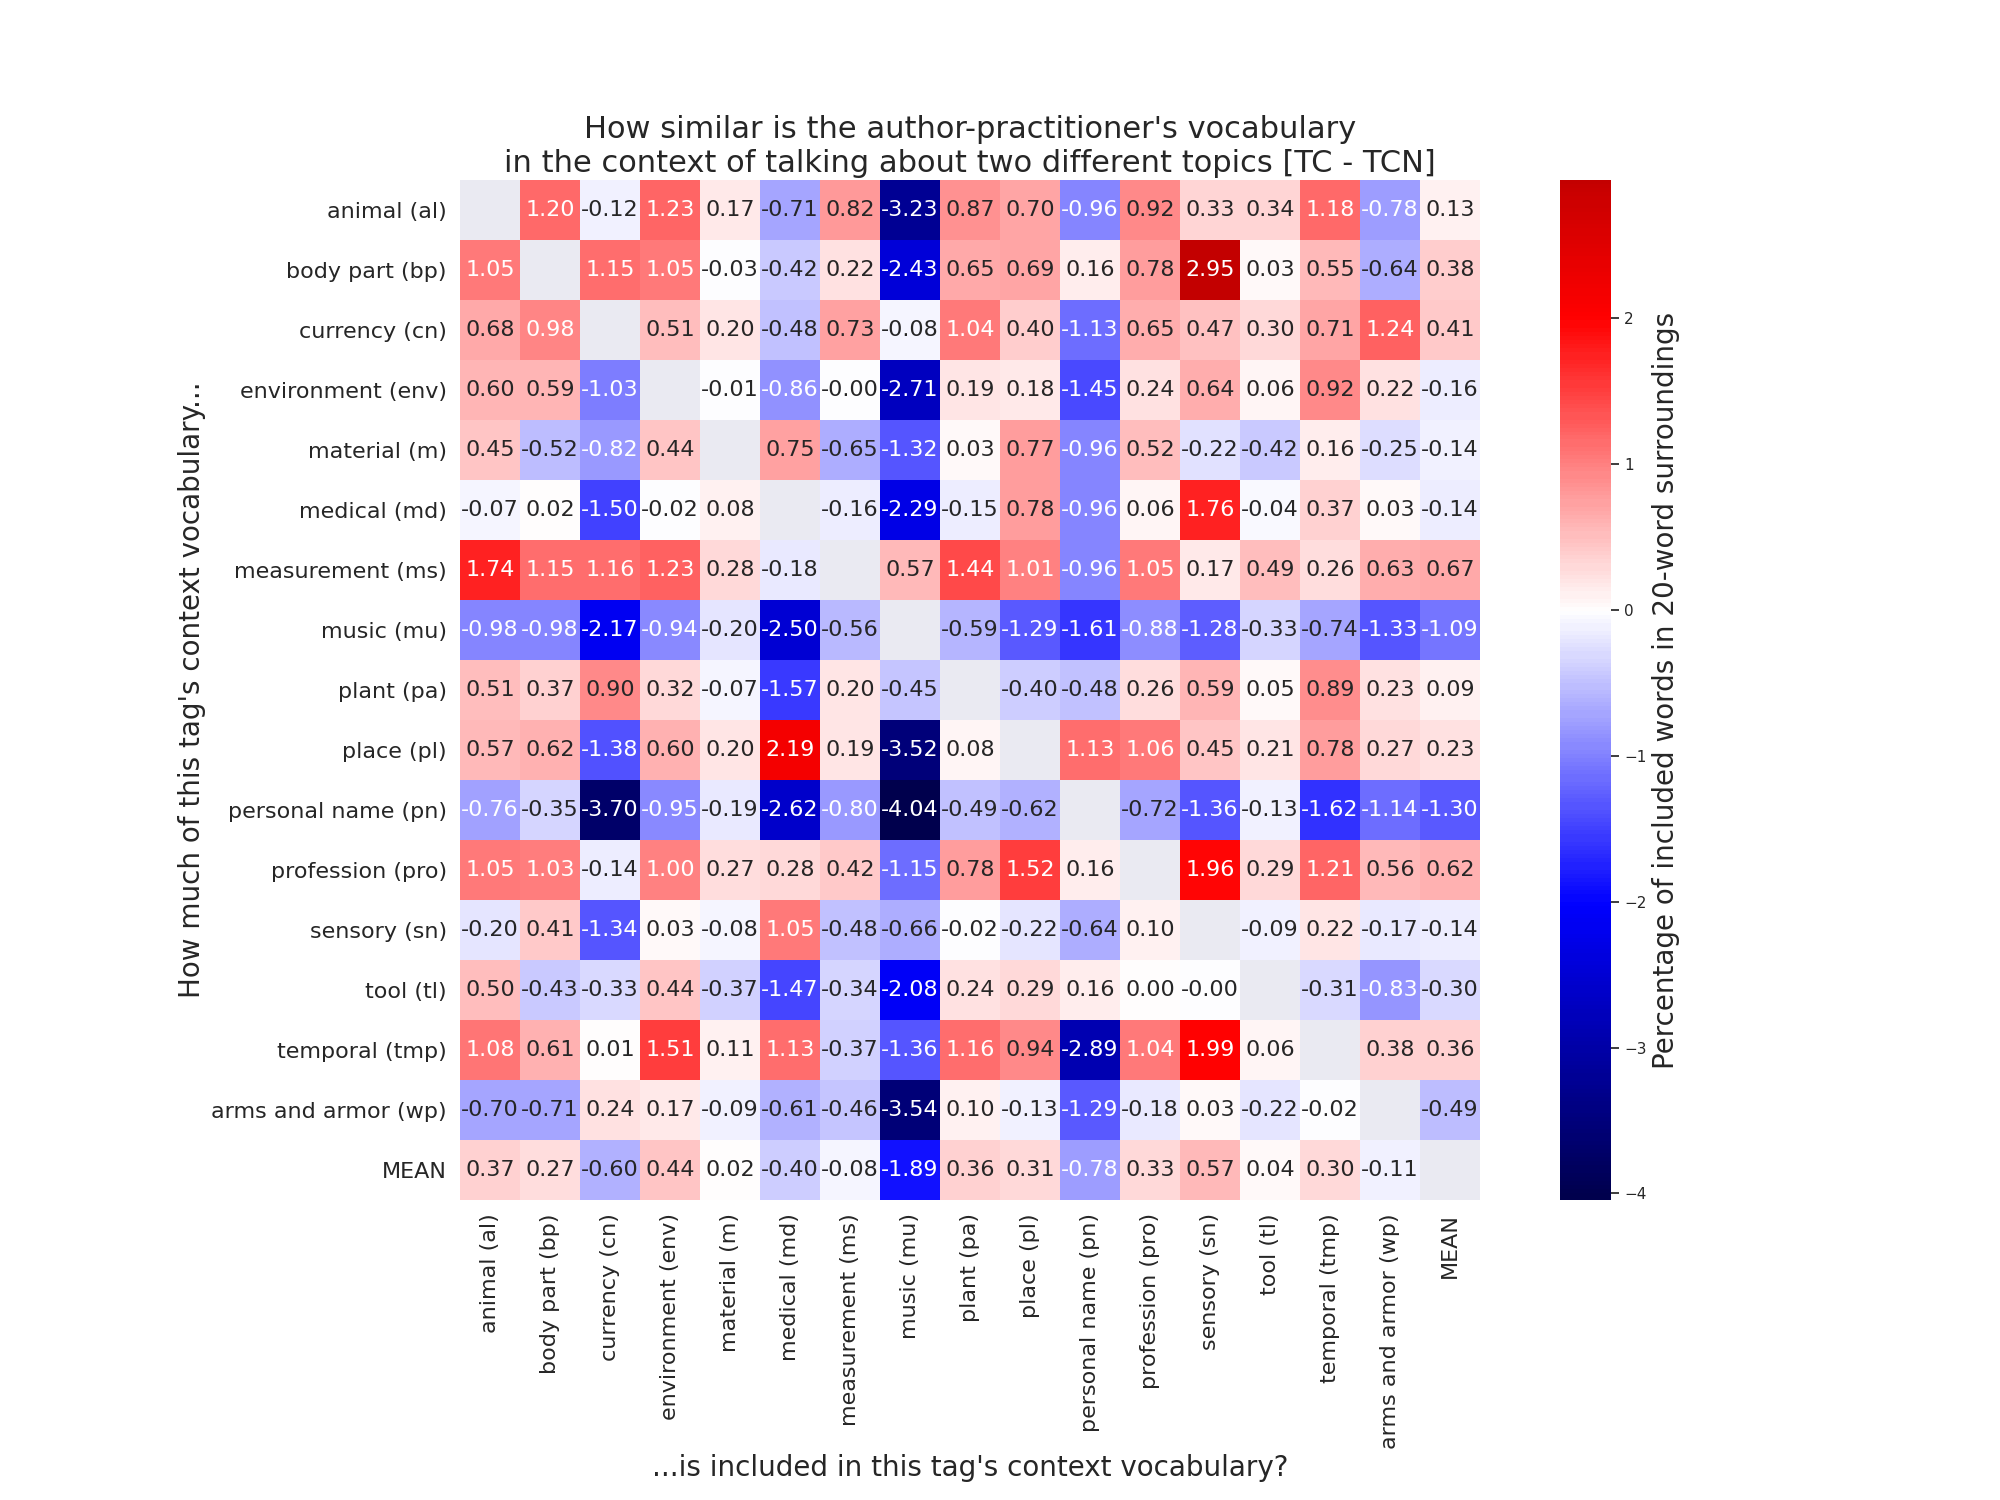 How similar is the author-practitioner's vocabulary
in the context of talking about two different topics [TC - TCN]
How much of this tag's context vocabulary...
animal (al) 1.20 -0.12 1.23 0.17 -0.71 0.82 -3.23 0.87 0.70 -0.96 0.92 0.33 0.34 1.18 -0.78 0.13
body part (bp) 1.05 1.15 1.05 -0.03 -0.42 0.22 -2.43 0.65 0.69 0.16 0.78 2.95 0.03 0.55 -0.64 0.38
currency (cn) 0.68 0.98 0.51 0.20 -0.48 0.73 -0.08 1.04 0.40 -1.13 0.65 0.47 0.30 0.71 1.24 0.41
environment (env) 0.60 0.59 -1.03 -0.01 -0.86 -0.00 -2.71 0.19 0.18 -1.45 0.24 0.64 0.06 0.92 0.22 -0.16
material (m) 0.45 -0.52 -0.82 0.44 0.75 -0.65 -1.32 0.03 0.77 -0.96 0.52 -0.22 -0.42 0.16 -0.25 -0.14
medical (md) -0.07 0.02 -1.50 -0.02 0.08 -0.16 -2.29 -0.15 0.78 -0.96 0.06 1.76 -0.04 0.37 0.03 -0.14
measurement (ms) 1.74 1.15 1.16 1.23 0.28 -0.18 0.57 1.44 1.01 -0.96 1.05 0.17 0.49 0.26 0.63 0.67
music (mu) -0.98 -0.98 -2.17 -0.94 -0.20 -2.50 -0.56 -0.59 -1.29 -1.61 -0.88 -1.28 -0.33 -0.74 -1.33 -1.09
plant (pa) 0.51 0.37 0.90 0.32 -0.07 -1.57 0.20 -0.45 -0.40 -0.48 0.26 0.59 0.05 0.89 0.23 0.09
place (pl) 0.57 0.62 -1.38 0.60 0.20 2.19 0.19 -3.52 0.08 1.13 1.06 0.45 0.21 0.78 0.27 0.23
personal name (pn) -0.76 -0.35 -3.70 -0.95 -0.19 -2.62 -0.80 -4.04 -0.49 -0.62 -0.72 -1.36 -0.13 -1.62 -1.14 -1.30
profession (pro) 1.05 1.03 -0.14 1.00 0.27 0.28 0.42 -1.15 0.78 1.52 0.16 1.96 0.29 1.21 0.56 0.62
sensory (sn) -0.20 0.41 -1.34 0.03 -0.08 1.05 -0.48 -0.66 -0.02 -0.22 -0.64 0.10 -0.09 0.22 -0.17 -0.14
tool (tl) 0.50 -0.43 -0.33 0.44 -0.37 -1.47 -0.34 -2.08 0.24 0.29 0.16 0.00 -0.00 -0.31 -0.83 -0.30
temporal (tmp) 1.08 0.61 0.01 1.51 0.11 1.13 -0.37 -1.36 1.16 0.94 -2.89 1.04 1.99 0.06 0.38 0.36
arms and armor (wp) -0.70 -0.71 0.24 0.17 -0.09 -0.61 -0.46 -3.54 0.10 -0.13 -1.29 -0.18 0.03 -0.22 -0.02 -0.49
MEAN 0.37 0.27 -0.60 0.44 0.02 -0.40 -0.08 -1.89 0.36 0.31 -0.78 0.33 0.57 0.04 0.30 -0.11
animal (al)
body part (bp)
currency (cn)
environment (env)
material (m)
medical (md)
measurement (ms)
music (mu)
plant (pa)
place (pl)
personal name (pn)
profession (pro)
sensory (sn)
tool (tl)
temporal (tmp)
arms and armor (wp)
MEAN
...is included in this tag's context vocabulary?
2
1
0
−1
−2
−3
−4
Percentage of included words in 20-word surroundings